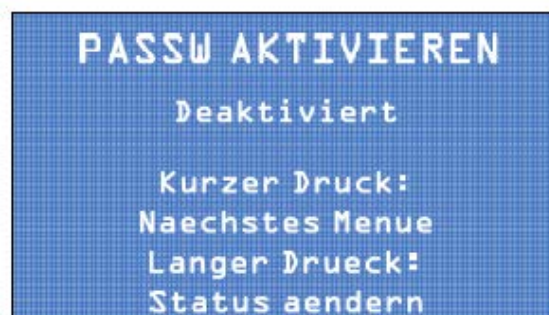 PASSW AKTIVIEREN
Deaktiviert
Kurzer Druck:
Naechstes Menue
Langer Drueck:
Status aendern